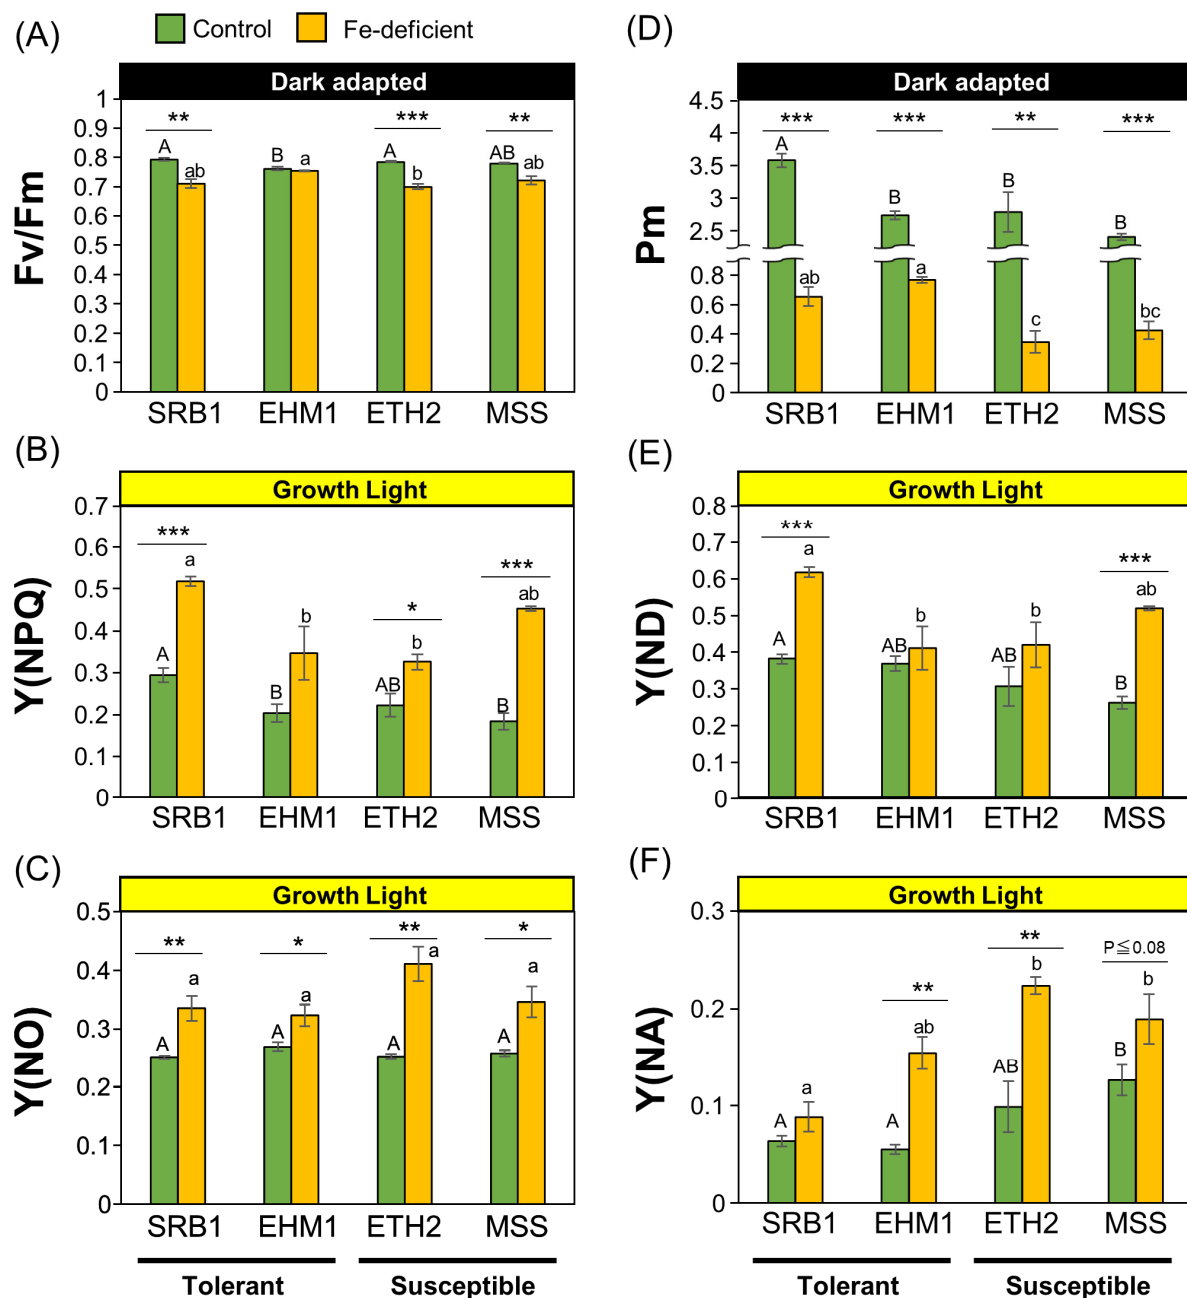 (A)
Control
Fe-deficient
Dark adapted
Fv/Fm
1
0.9
0.8
0.7
0.6
0.5
0.4
0.3
0.2
0.1
0
** *** **
A ab B a A b AB ab
SRB1 EHM1 ETH2 MSS
(D)
Dark adapted
Pm
4.5
4
3.5
3
2.5
0.8
0.6
0.4
0.2
0
*** *** ** ***
A ab B a B c B bc
SRB1 EHM1 ETH2 MSS
(B)
Growth Light
Y(NPQ)
0.7
0.6
0.5
0.4
0.3
0.2
0.1
0
*** * ***
A a B b AB b B ab
SRB1 EHM1 ETH2 MSS
(E)
Growth Light
Y(ND)
0.8
0.7
0.6
0.5
0.4
0.3
0.2
0.1
0
*** ***
A a AB b AB b B ab
SRB1 EHM1 ETH2 MSS
(C)
Growth Light
Y(NO)
0.5
0.4
0.3
0.2
0.1
0
** * ** *
A a A a A a A a
SRB1 EHM1 ETH2 MSS
Tolerant Susceptible
(F)
Growth Light
Y(NA)
0.3
0.2
0.1
0
** ** P≦0.08
A a A ab AB b B b
SRB1 EHM1 ETH2 MSS
Tolerant Susceptible